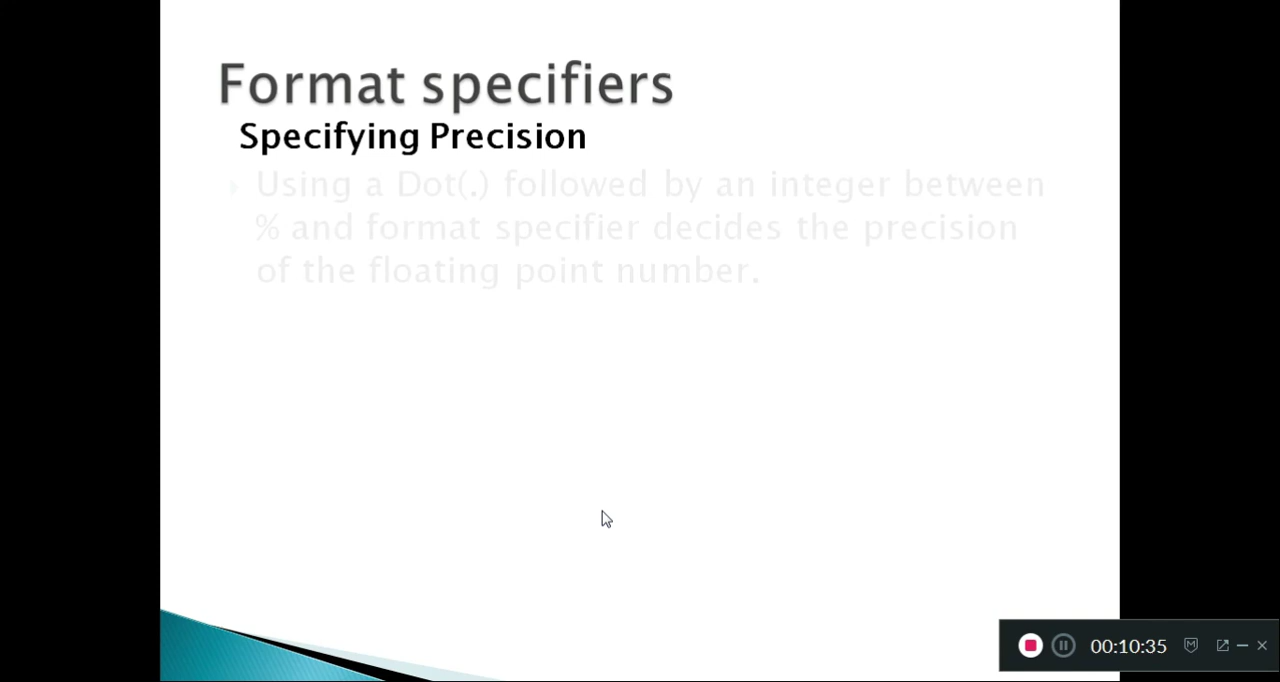 Format specifiers
Specifying Precision
Using a Dot(.) followed by an integer between
% and format specifier decides the precision
of the floating point number.
00:10:35